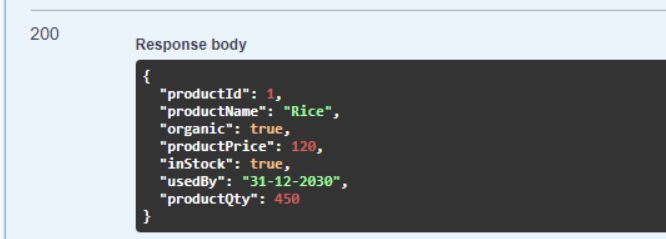 200
Response body
{
"productId": 1,
"productName": "Rice",
"organic": true,
"productPrice": 120,
"inStock": true,
"usedBy": "31-12-2030",
"productQty": 450
}